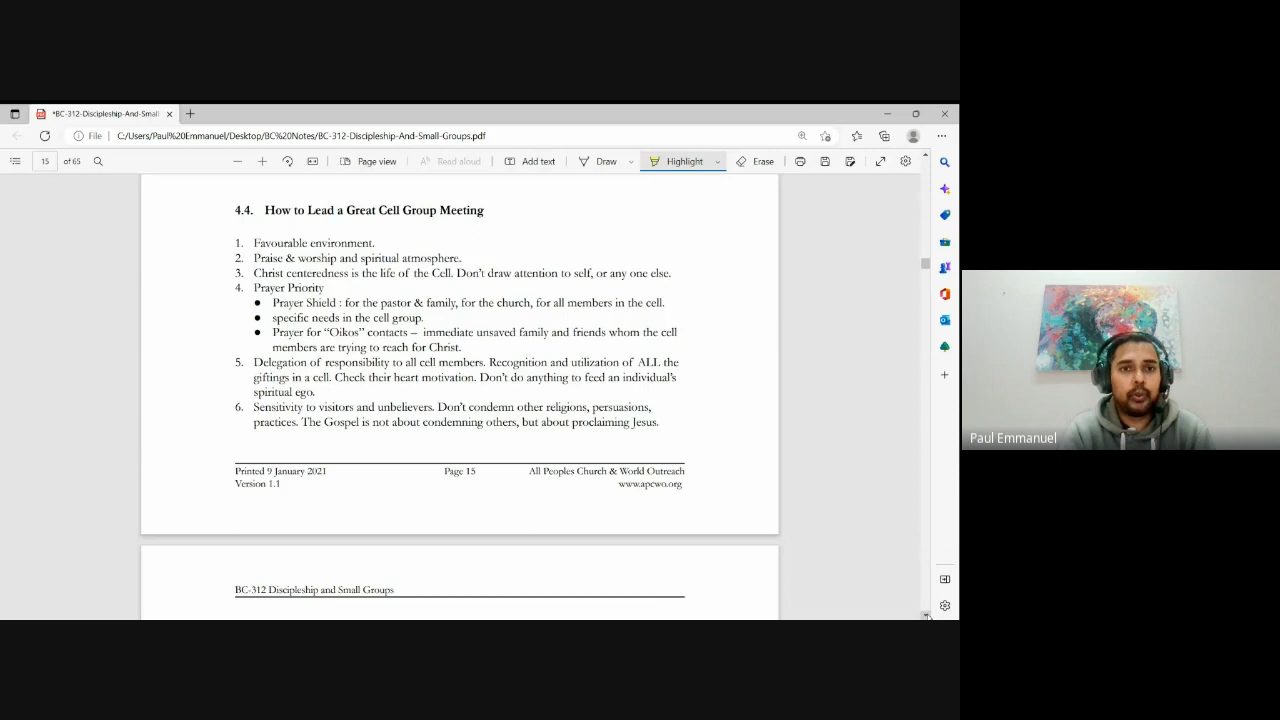 *BC-312-Discipleship-And-Small
File
C:/Users/Paul%20Emmanuel/Desktop/BC%20Notes/BC-312-Discipleship-And-Small-Groups.pdf
15 of 65
Page view
Read aloud
Add text
Draw
Highlight
Erase
4.4. How to Lead a Great Cell Group Meeting
1. Favourable environment.
2. Praise & worship and spiritual atmosphere.
3. Christ centeredness is the life of the Cell. Don't draw attention to self, or any one else.
4. Prayer Priority
● Prayer Shield : for the pastor & family, for the church, for all members in the cell.
● specific needs in the cell group.
● Prayer for “Oikos” contacts – immediate unsaved family and friends whom the cell
members are trying to reach for Christ.
5. Delegation of responsibility to all cell members. Recognition and utilization of ALL the
giftings in a cell. Check their heart motivation. Don't do anything to feed an individual's
spiritual ego.
6. Sensitivity to visitors and unbelievers. Don't condemn other religions, persuasions,
practices. The Gospel is not about condemning others, but about proclaiming Jesus.
Printed 9 January 2021 Page 15 All Peoples Church & World Outreach
Version 1.1 www.apcwo.org
BC-312 Discipleship and Small Groups
Paul Emmanuel